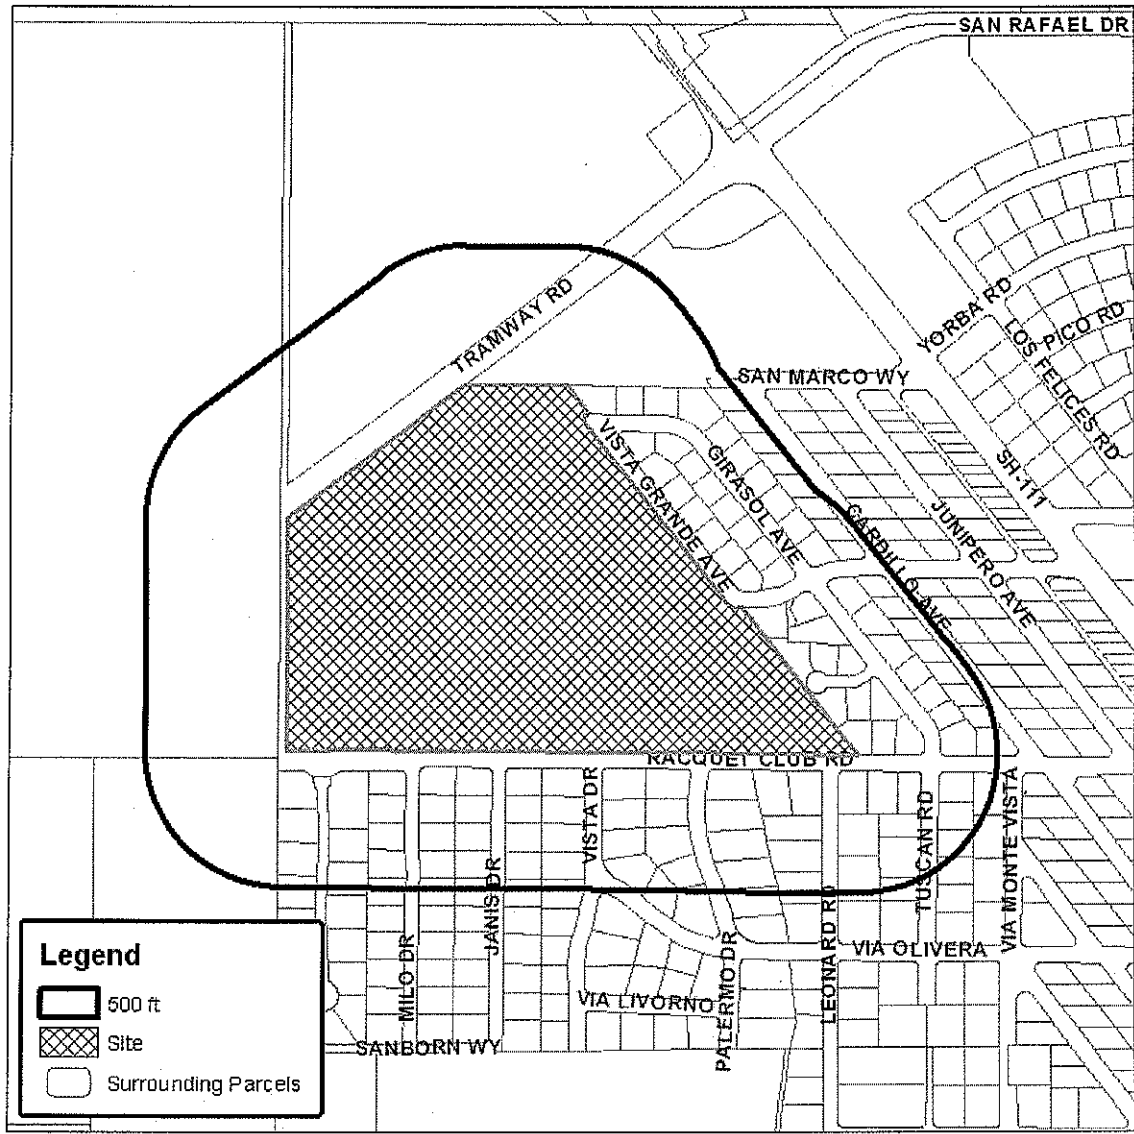 SAN RAFAEL DR
YORBA RD
PICO RD
LOS FELICES RD
TRAMWAY RD
SAN MARCO WY
SH-111
VISTA GRANDE AVE
GIRASOL AVE
CARDILLO AVE
JUNIPERO AVE
RACQUET CLUB RD
VISTA DR
TUSCAN RD
VIA MONTE VISTA
JANIS DR
MILO DR
LEONARD RD
VIA OLIVERA
PALERMO DR
VIA LIVORNO
SANBORN WY
Legend
500 ft
Site
Surrounding Parcels